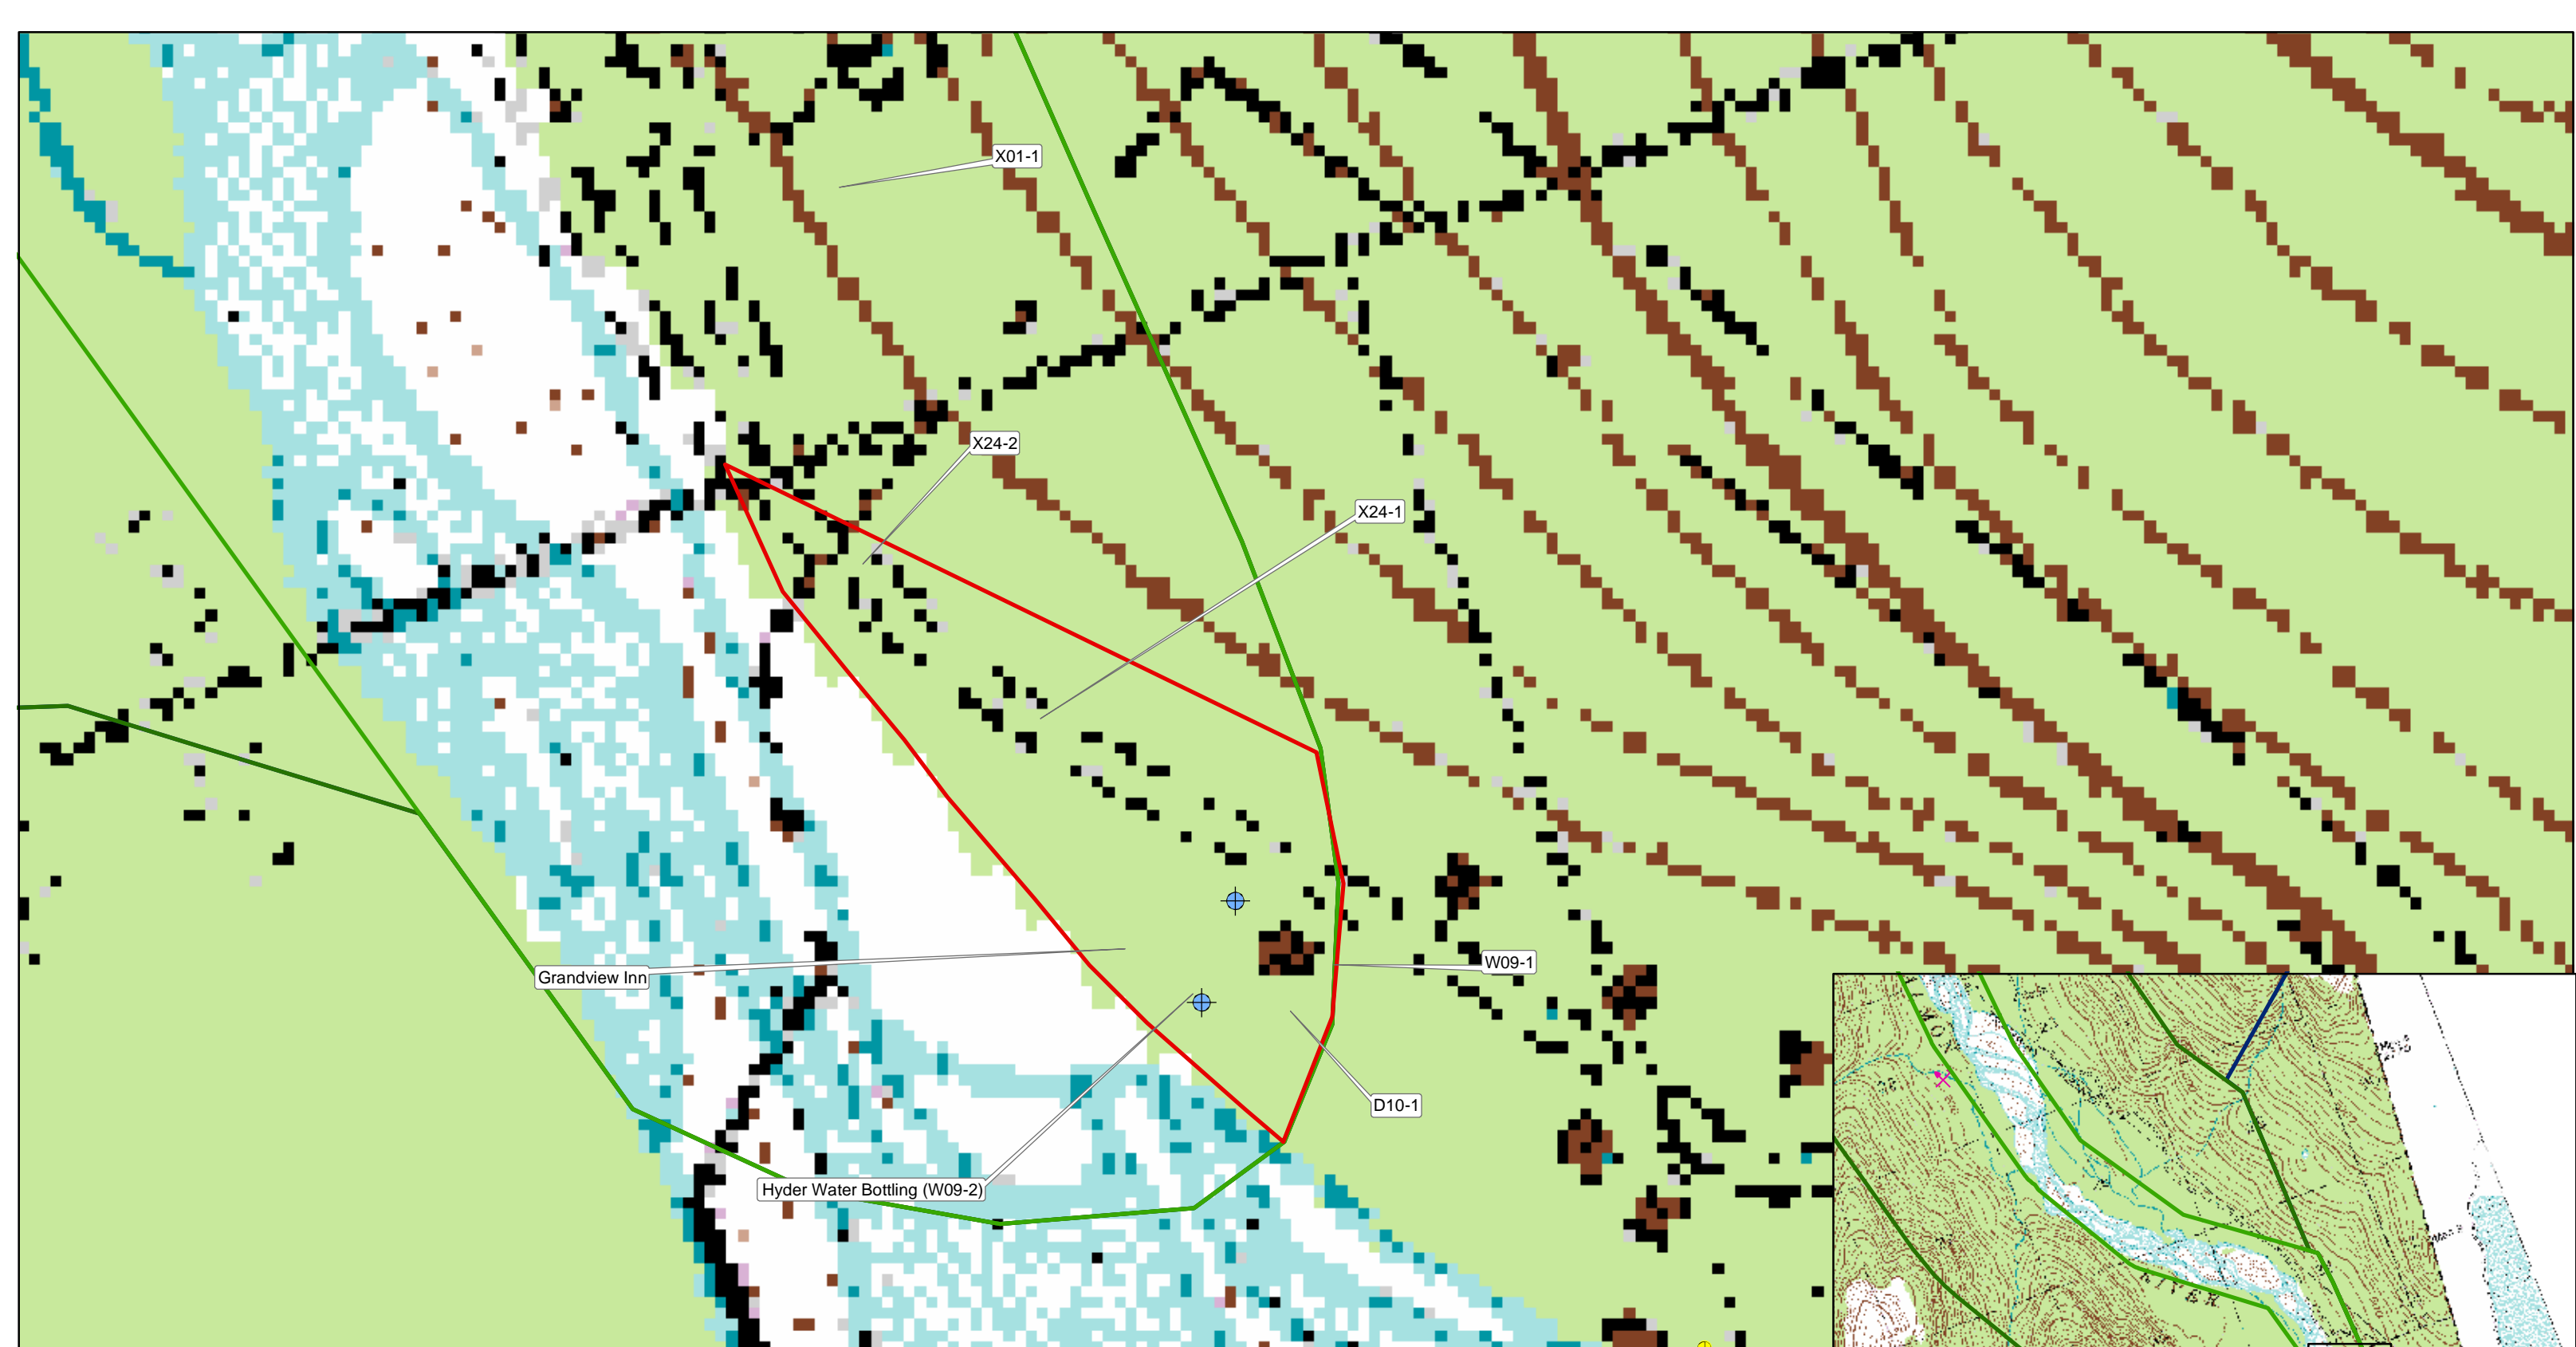 X01-1
X24-2
X24-1
Grandview Inn
W09-1
D10-1
Hyder Water Bottling (W09-2)